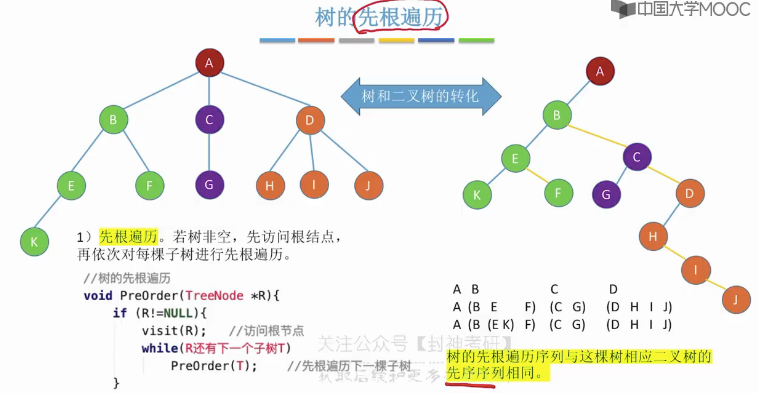 树的先根遍历
中国大学MOOC
A
B
C
D
E
F
G
H
I
J
K
树和二叉树的转化
A
B
E
C
K
F
G
D
H
I
J
1）先根遍历。若树非空，先访问根结点，
再依次对每棵子树进行先根遍历。
//树的先根遍历
void PreOrder(TreeNode *R){
if (R!=NULL){
visit(R); //访问根节点
while(R还有下一个子树T)
PreOrder(T); //先根遍历下一棵子树
}
关注公众号【封神考研】
A B C D
A (B E F) (C G) (D H I J)
A (B (E K) F) (C G) (D H I J)
树的先根遍历序列与这棵树相应二叉树的
先序序列相同。